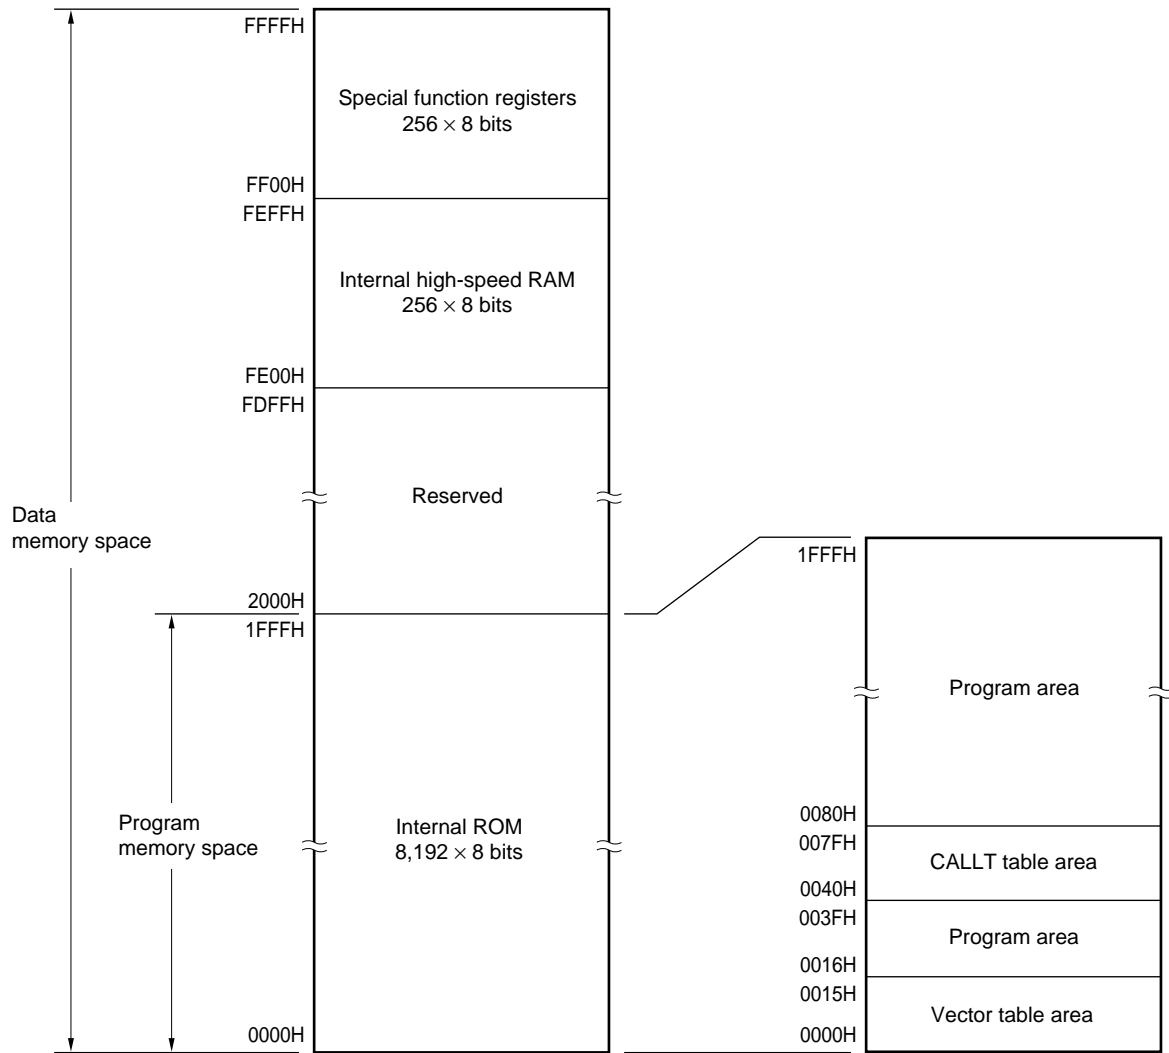 FFFFH
Special function registers
256 × 8 bits
FF00H
FEFFH
Internal high-speed RAM
256 × 8 bits
FE00H
FDFFH
Reserved
Data
memory space
2000H
1FFFH
Program
memory space
Internal ROM
8,192 × 8 bits
0000H
1FFFH
Program area
0080H
007FH
CALLT table area
0040H
003FH
Program area
0016H
0015H
Vector table area
0000H